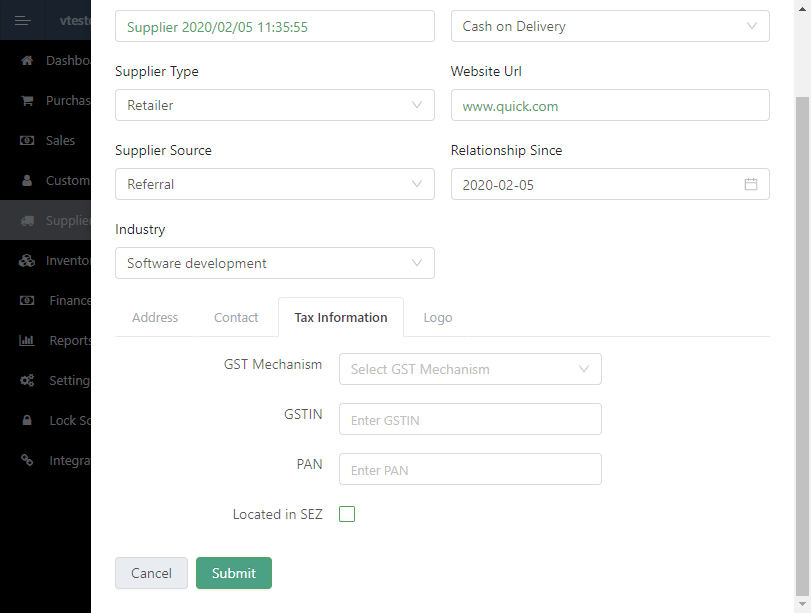 vteste
Supplier 2020/02/05 11:35:55
Cash on Delivery
Dashbo
Supplier Type
Website Url
Purchas
Retailer
www.quick.com
Sales
Supplier Source
Relationship Since
Custom
Referral
2020-02-05
Supplie
Industry
Invento
Software development
Finance
Address Contact Tax Information Logo
Reports
GST Mechanism
Select GST Mechanism
Setting
GSTIN
Enter GSTIN
Lock Sc
PAN
Enter PAN
Integra
Located in SEZ
Cancel
Submit